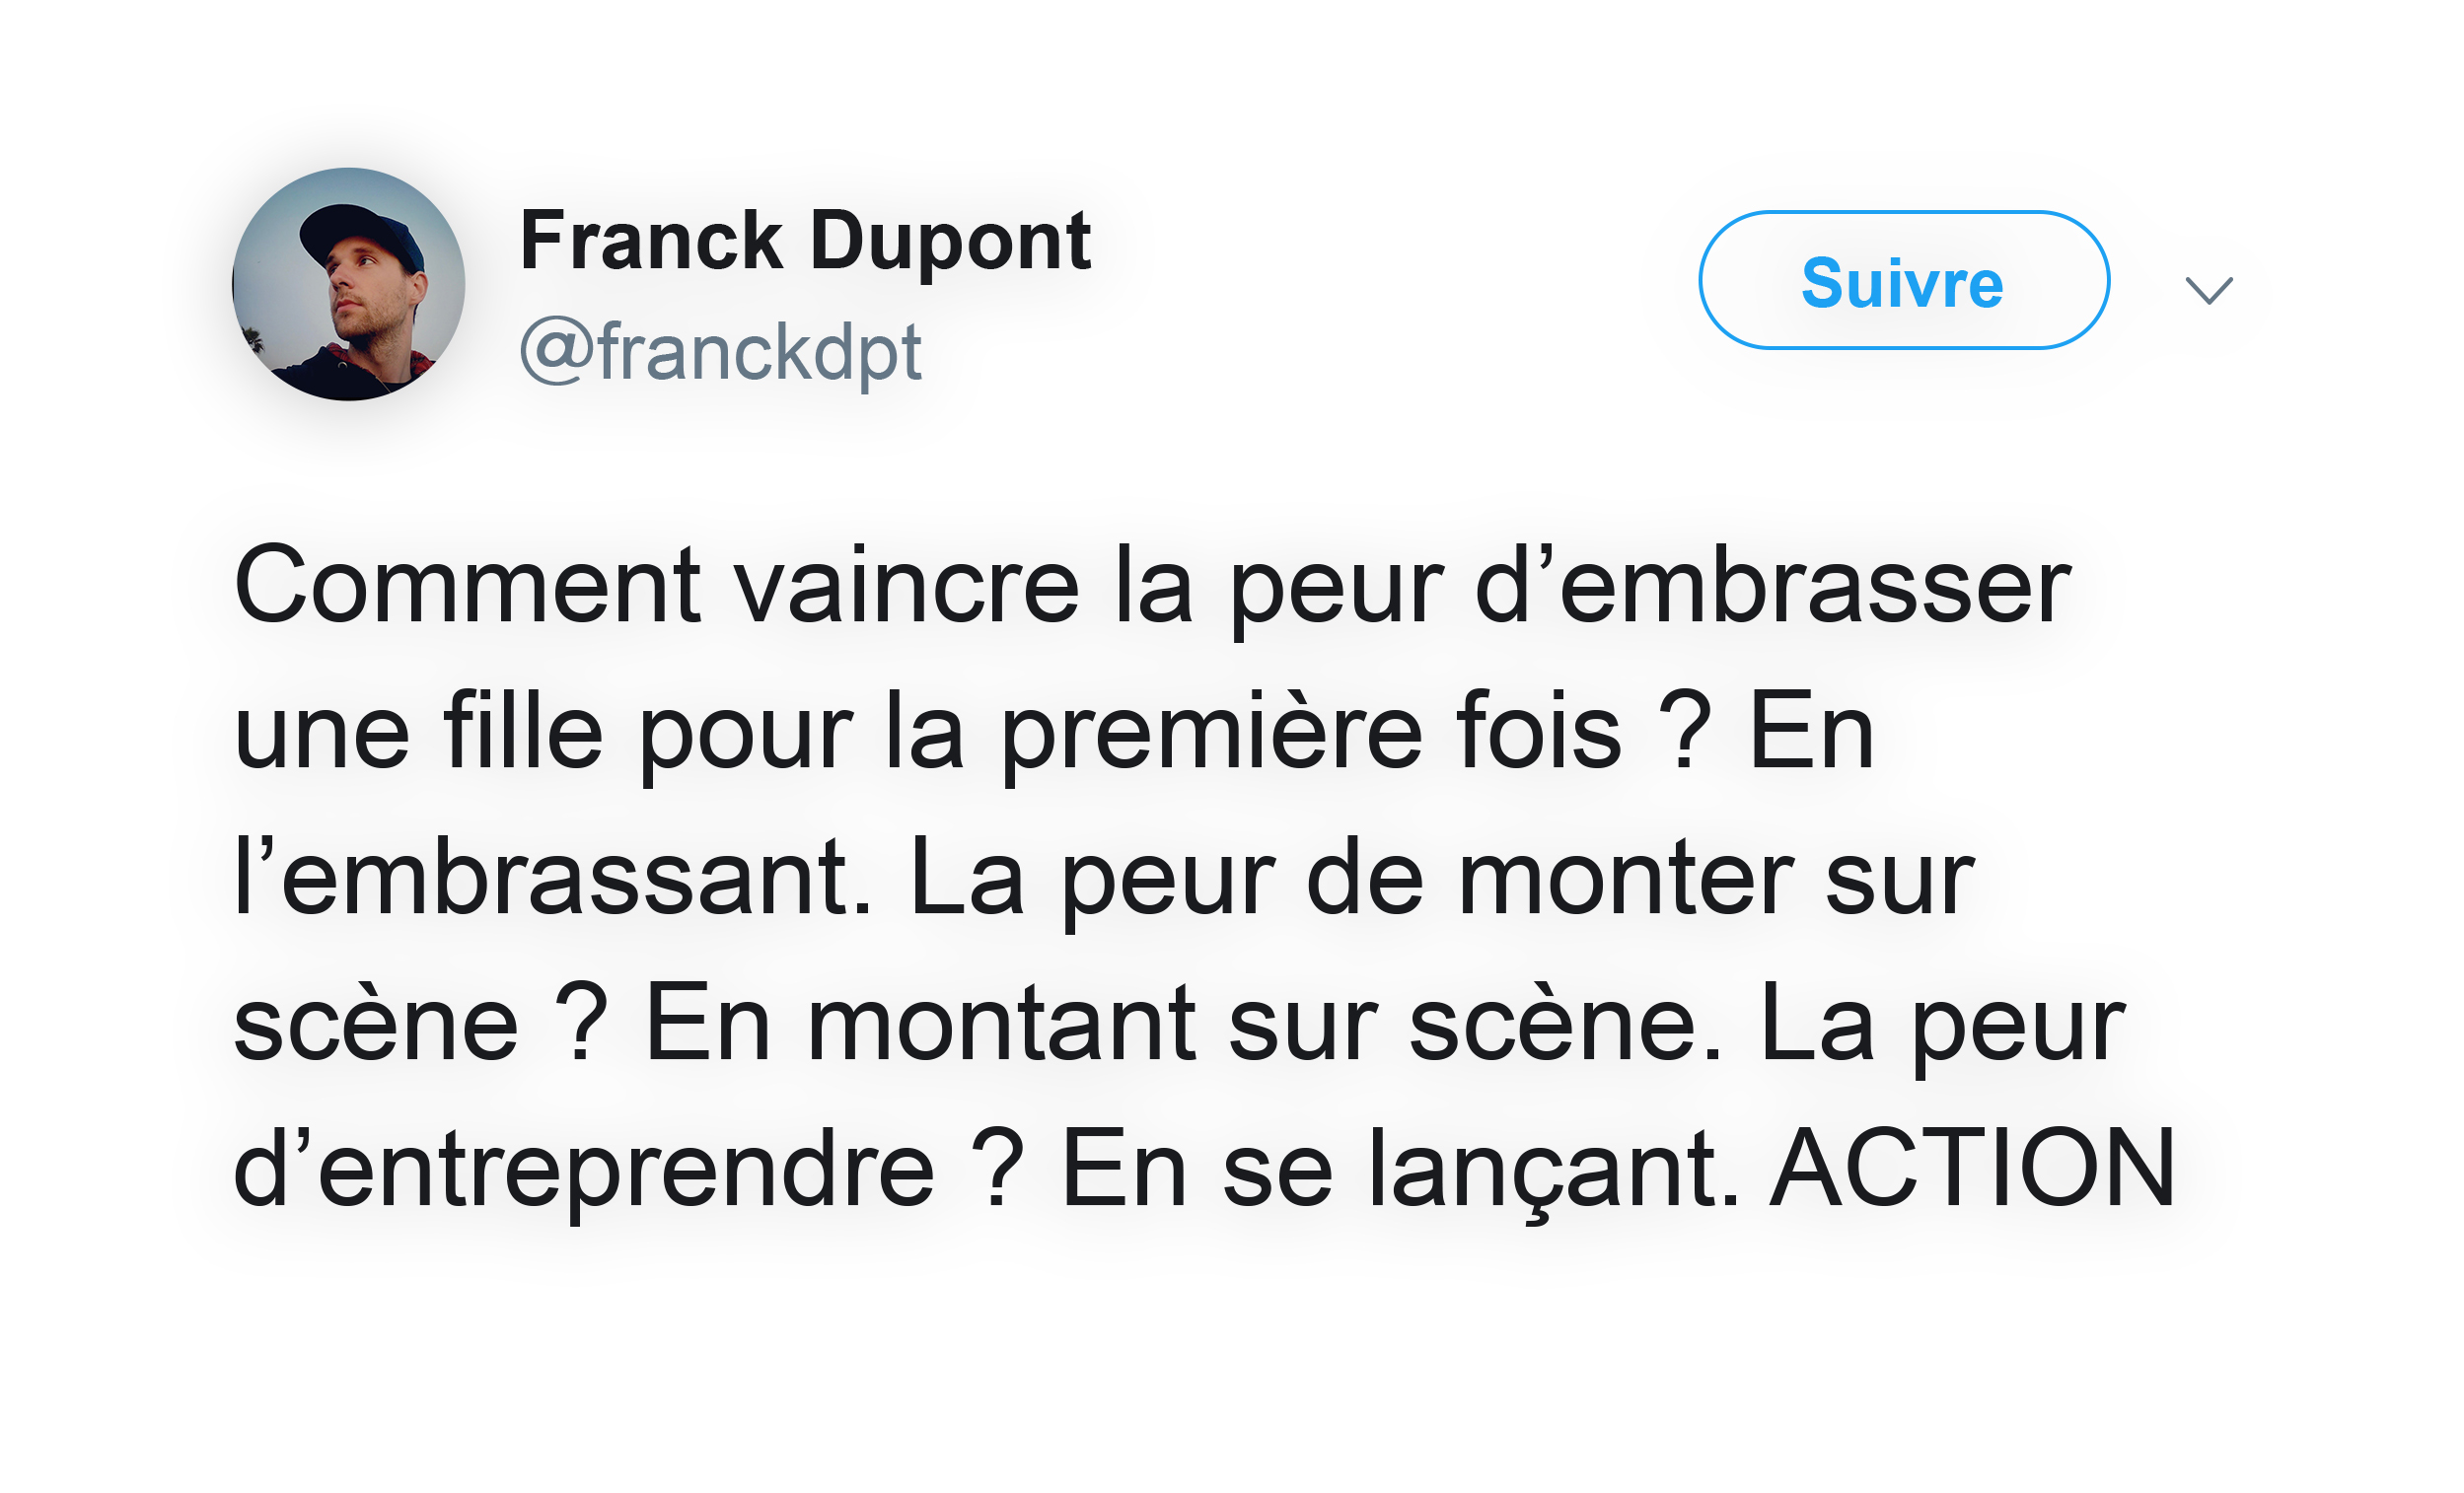 Franck Dupont
@franckdpt
Suivre
Comment vaincre la peur d’embrasser
une fille pour la première fois ? En
l’embrassant. La peur de monter sur
scène ? En montant sur scène. La peur
d’entreprendre ? En se lançant. ACTION